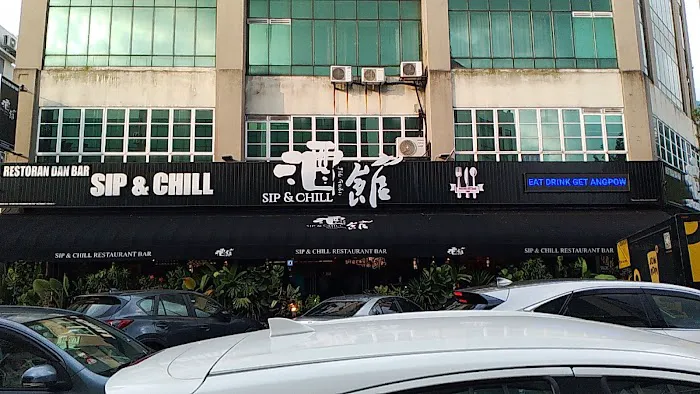 RESTORAN DAN BAR
SIP & CHILL
酒館
SIP & CHILL
EAT DRINK GET ANGPOW
SIP & CHILL RESTAURANT BAR
SIP & CHILL RESTAURANT BAR
SIP & CHILL RESTAURANT BAR